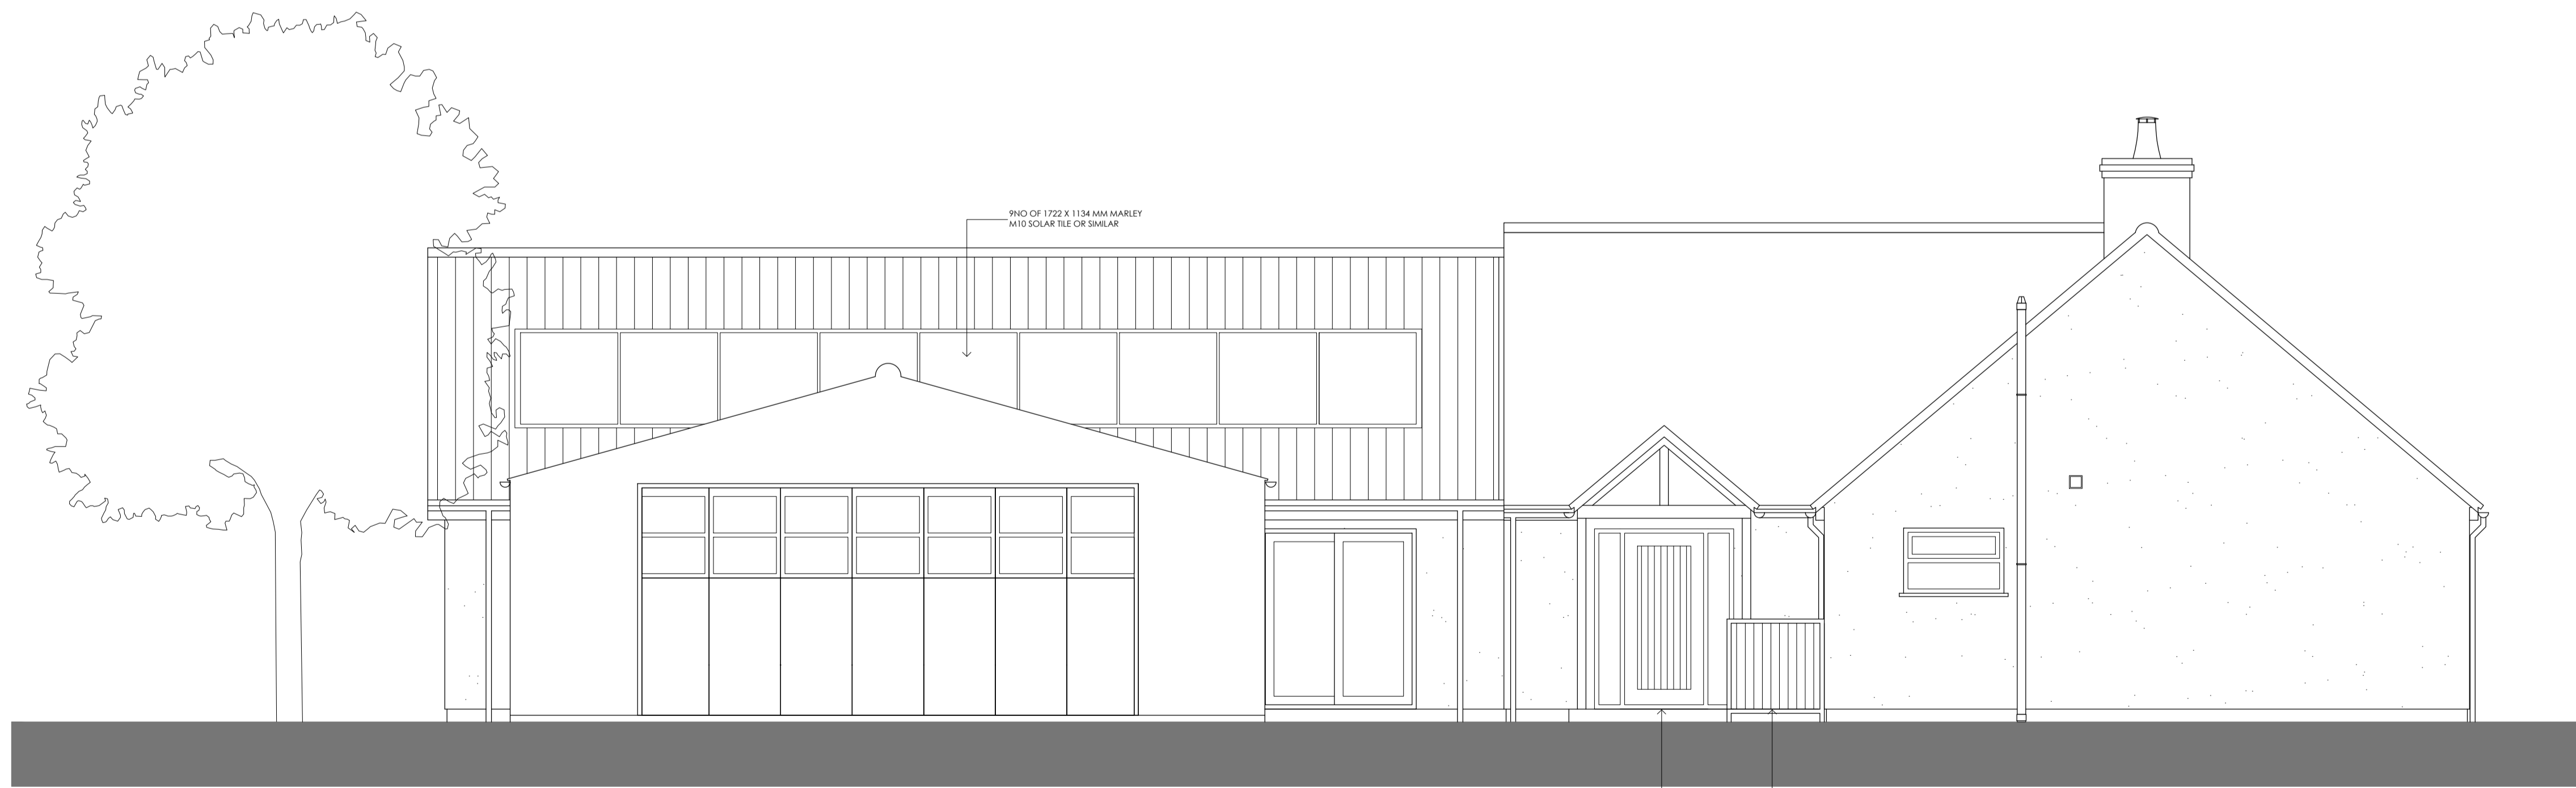 9NO OF 1722 X 1134 MM MARLEY
M10 SOLAR TILE OR SIMILAR